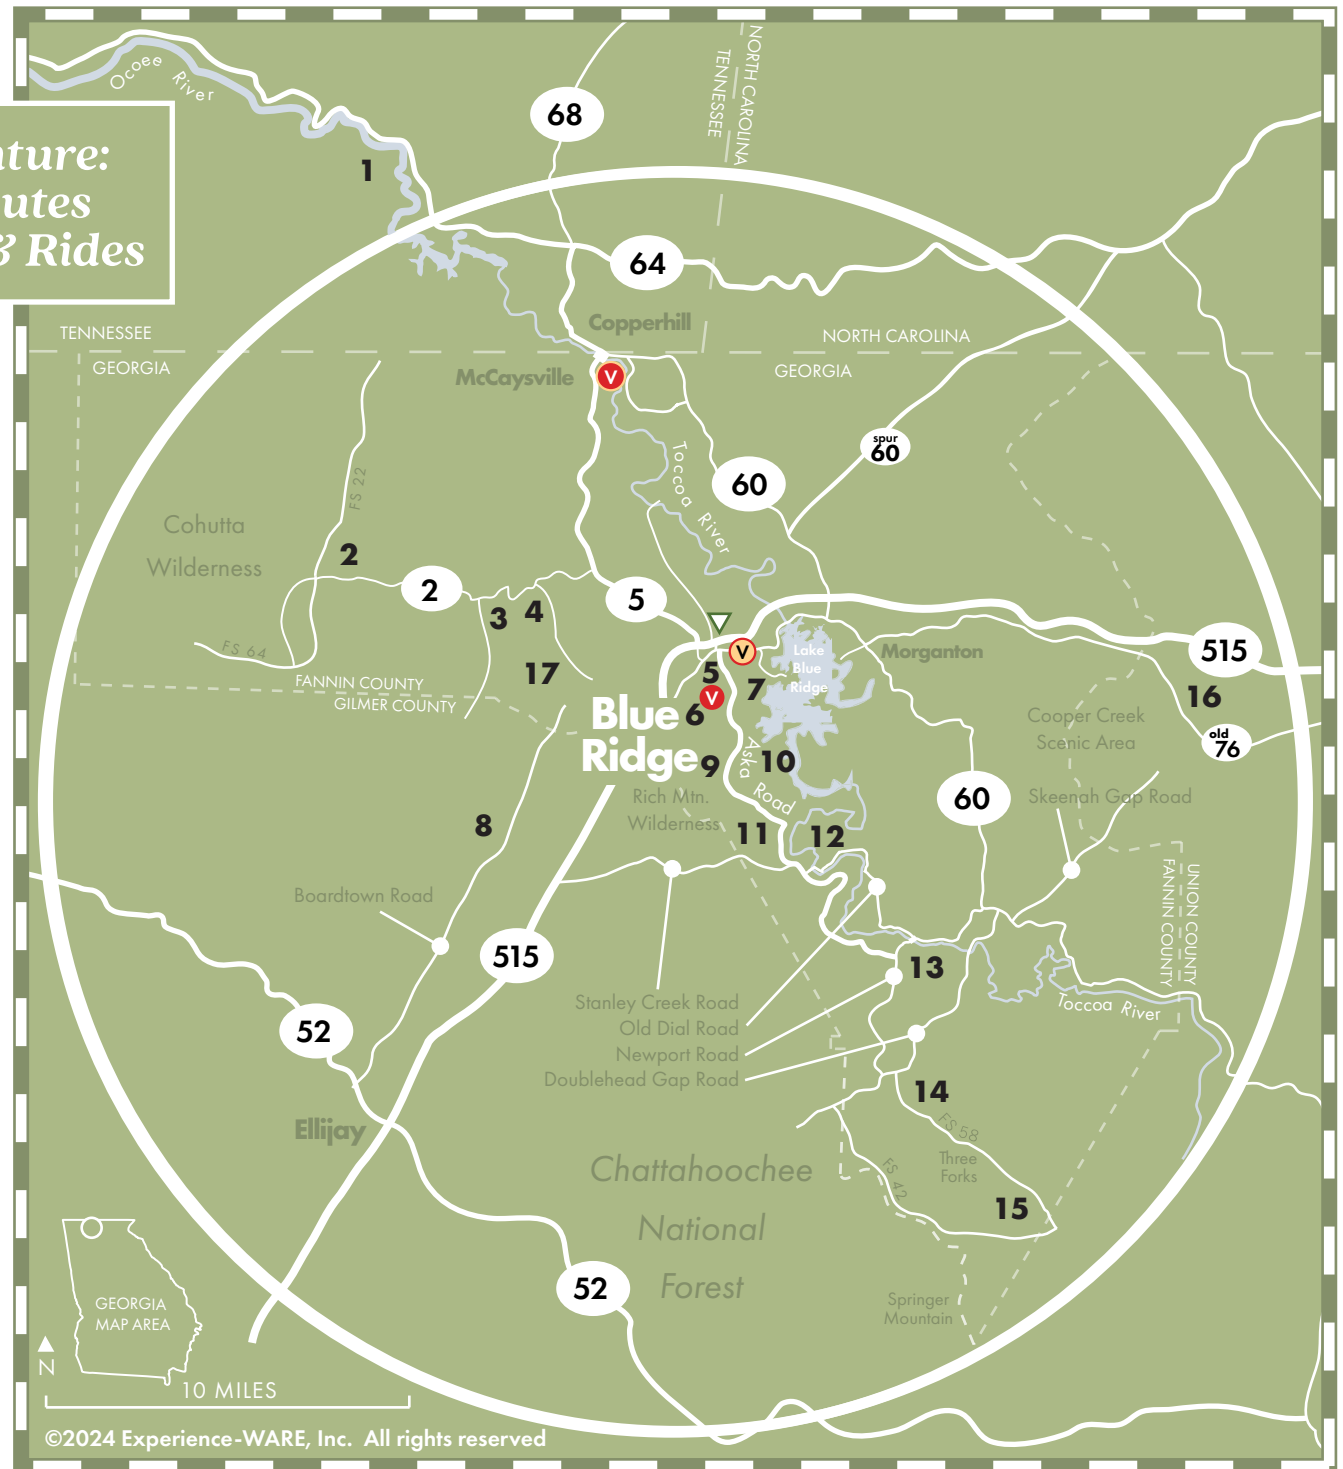 Ocoee River
68
NORTH CAROLINA
TENNESSEE
ture:
utes
& Rides
1
64
Copperhill
TENNESSEE
NORTH CAROLINA
GEORGIA
GEORGIA
McCaysville
V
spur
60
Toccoa River
60
FS 22
Cohutta
Wilderness
2
2
5
3
4
V
Lake
Blue
Ridge
Morganton
515
FS 64
5
7
17
16
FANNIN COUNTY
GILMER COUNTY
V
Blue
Ridge
6
Cooper Creek
Scenic Area
old
76
9
Aska Road
10
Rich Mtn.
Wilderness
60
Skeenah Gap Road
8
11
12
Boardtown Road
UNION COUNTY
FANNIN COUNTY
515
13
Stanley Creek Road
Old Dial Road
Newport Road
Doublehead Gap Road
Toccoa River
52
14
Ellijay
FS 58
Three
Forks
FS 42
15
Chattahoochee
National
Forest
52
Springer
Mountain
GEORGIA
MAP AREA
N
10 MILES
©2024 Experience-WARE, Inc. All rights reserved